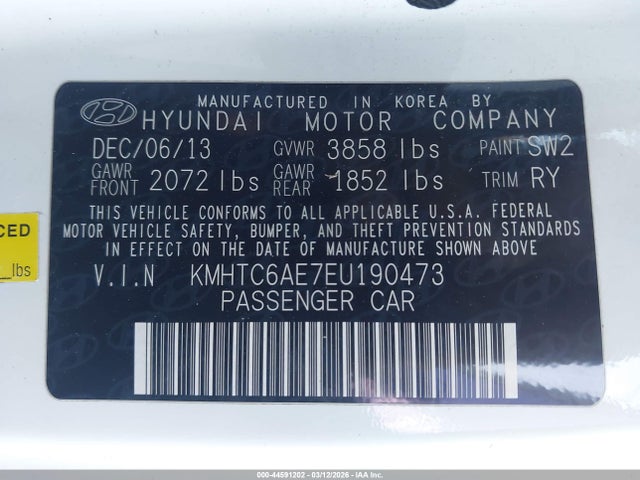 MANUFACTURED IN KOREA BY
HYUNDAI MOTOR COMPANY
DEC/06/13 GVWR 3858 lbs PAINT SW2
GAWR FRONT 2072 lbs GAWR REAR 1852 lbs TRIM RY
THIS VEHICLE CONFORMS TO ALL APPLICABLE U.S.A. FEDERAL
MOTOR VEHICLE SAFETY, BUMPER, AND THEFT PREVENTION STANDARDS
IN EFFECT ON THE DATE OF MANUFACTURE SHOWN ABOVE
V.I.N KMHTC6AE7EU190473
PASSENGER CAR
CED
__lbs
000-44591202 - 03/12/2026 - IAAI.COM